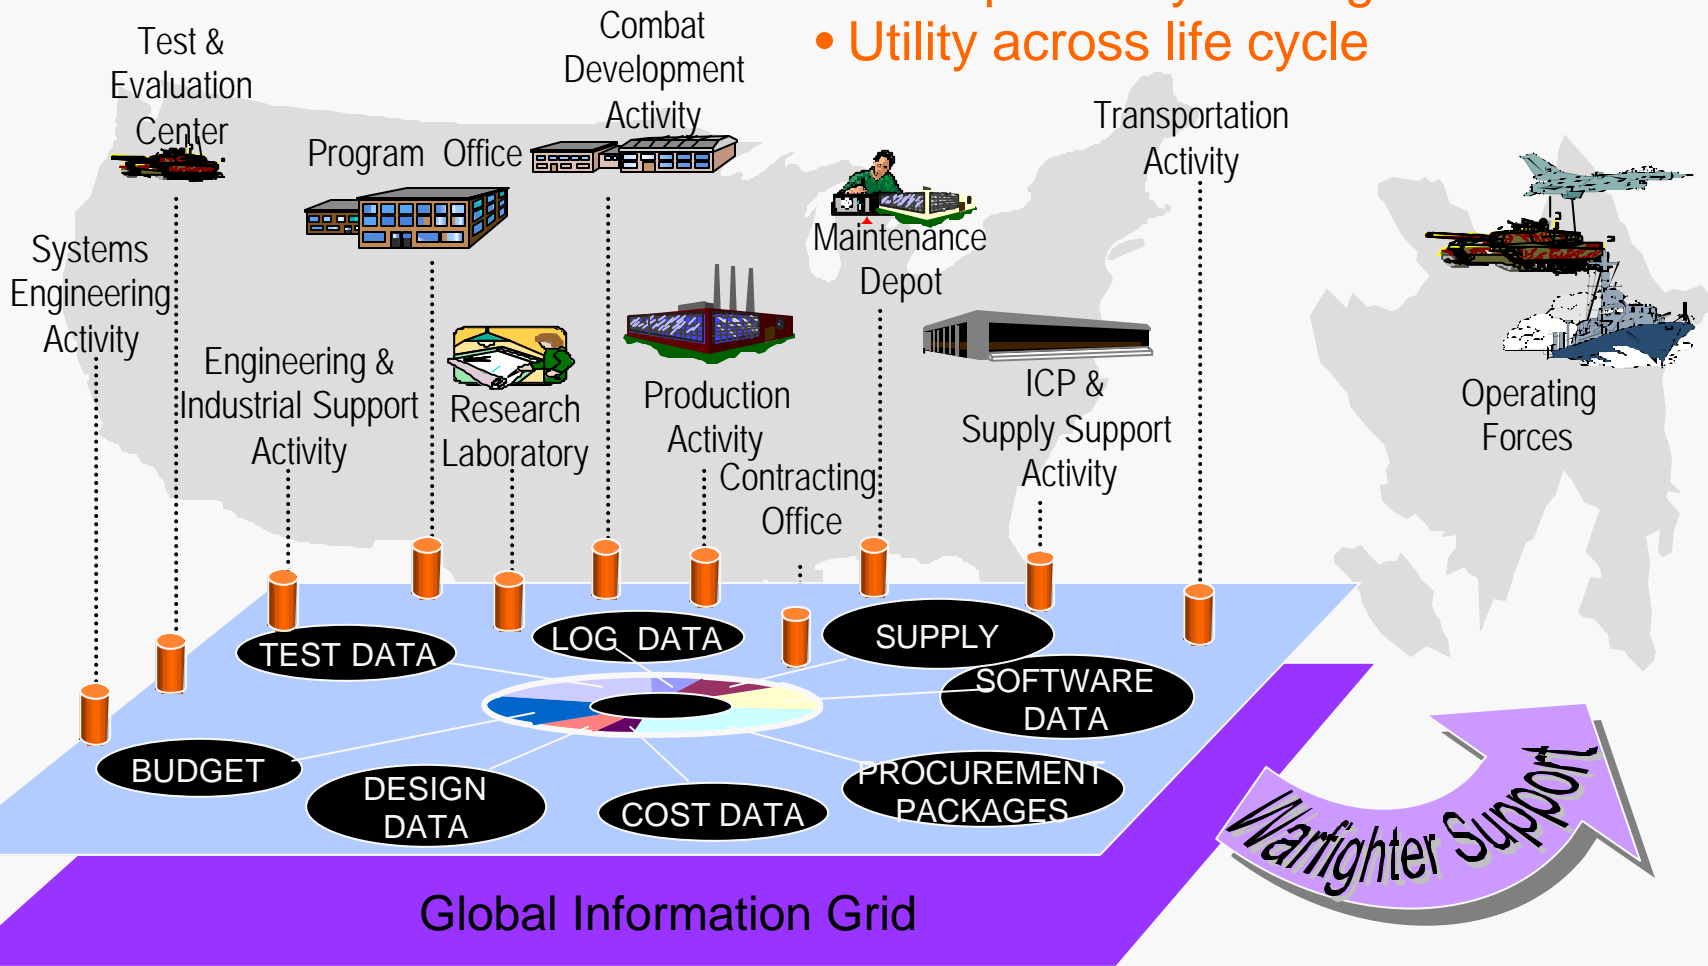 • Utility across life cycle
Test &
Evaluation
Center
Combat
Development
Activity
Program Office
Transportation
Activity
Maintenance
Depot
Systems
Engineering
Activity
Engineering &
Industrial Support
Activity
Research
Laboratory
Production
Activity
Contracting
Office
ICP &
Supply Support
Activity
Operating
Forces
TEST DATA
LOG DATA
SUPPLY
SOFTWARE
DATA
BUDGET
DESIGN
DATA
COST DATA
PROCUREMENT
PACKAGES
Warfighter Support
Global Information Grid